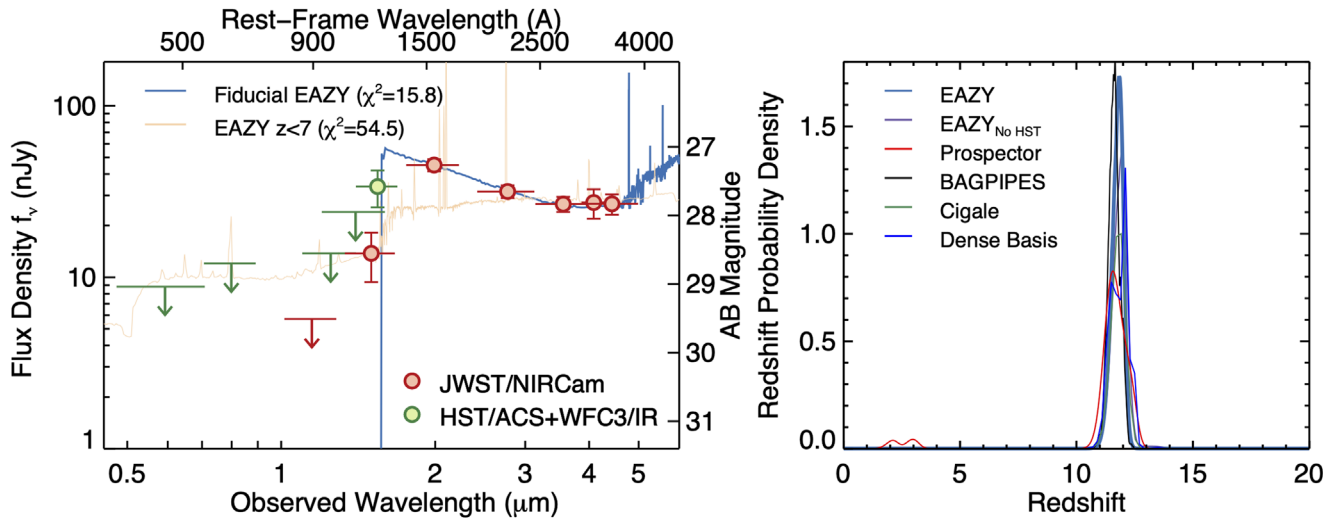 Rest-Frame Wavelength (A)
500 900 1500 2500 4000
Fiducial EAZY (χ²=15.8)
EAZY z<7 (χ²=54.5)
Flux Density fν (nJy)
100
10
1
27
28
29
30
31
AB Magnitude
JWST/NIRCam
HST/ACS+WFC3/IR
0.5 1 2 3 4 5
Observed Wavelength (μm)
Redshift Probability Density
1.5
1.0
0.5
0.0
EAZY
EAZY No HST
Prospector
BAGPIPES
Cigale
Dense Basis
0 5 10 15 20
Redshift